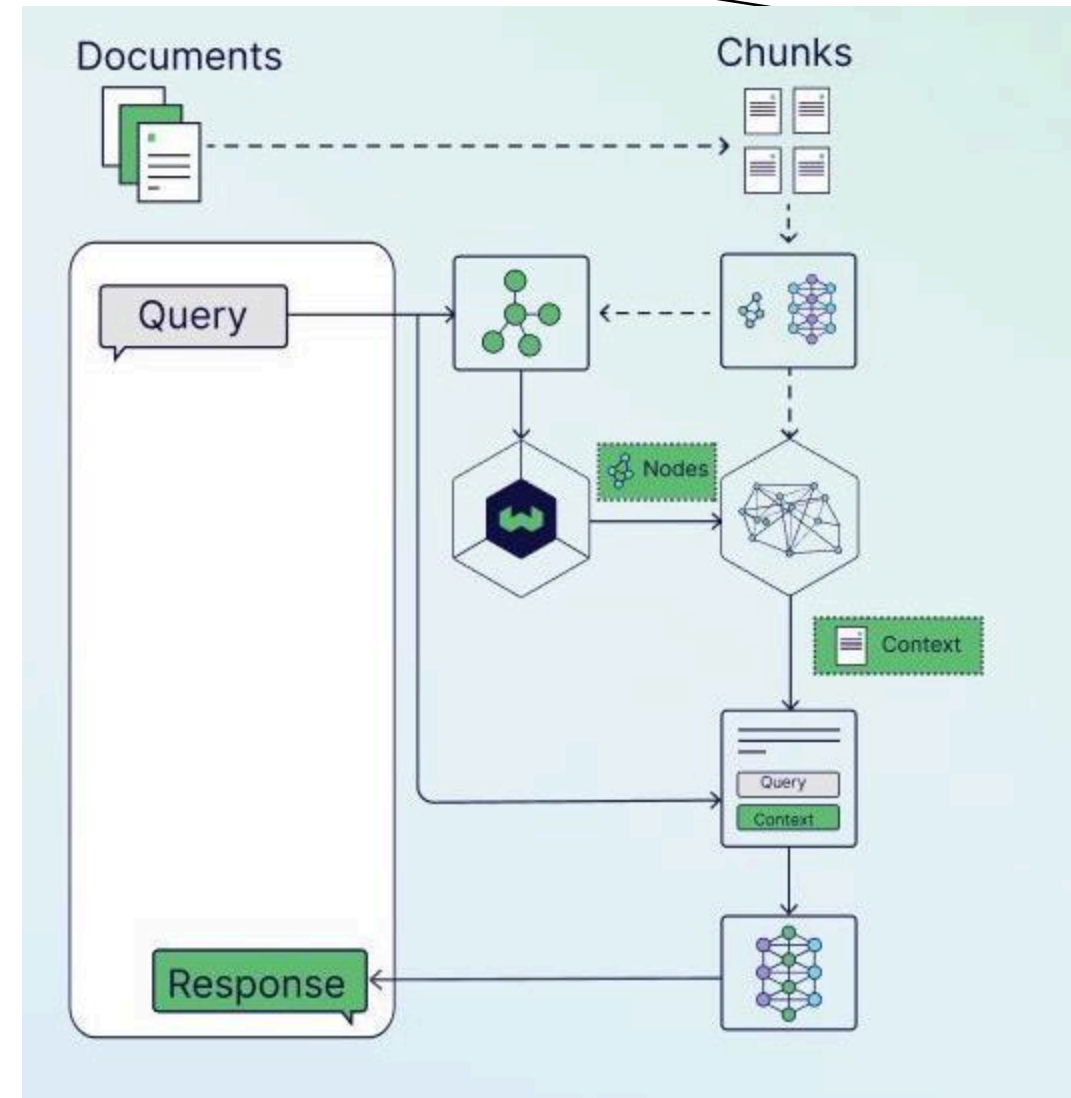 Documents
Chunks
Query
Nodes
Context
Query
Context
Response